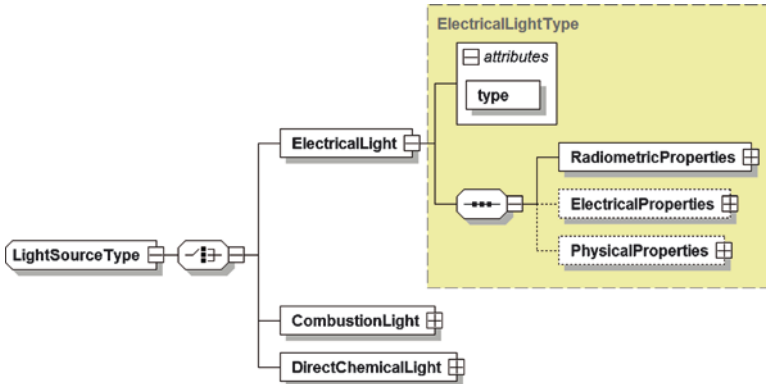 ElectricalLightType
attributes
type
ElectricalLight
RadiometricProperties
ElectricalProperties
PhysicalProperties
LightSourceType
CombustionLight
DirectChemicalLight